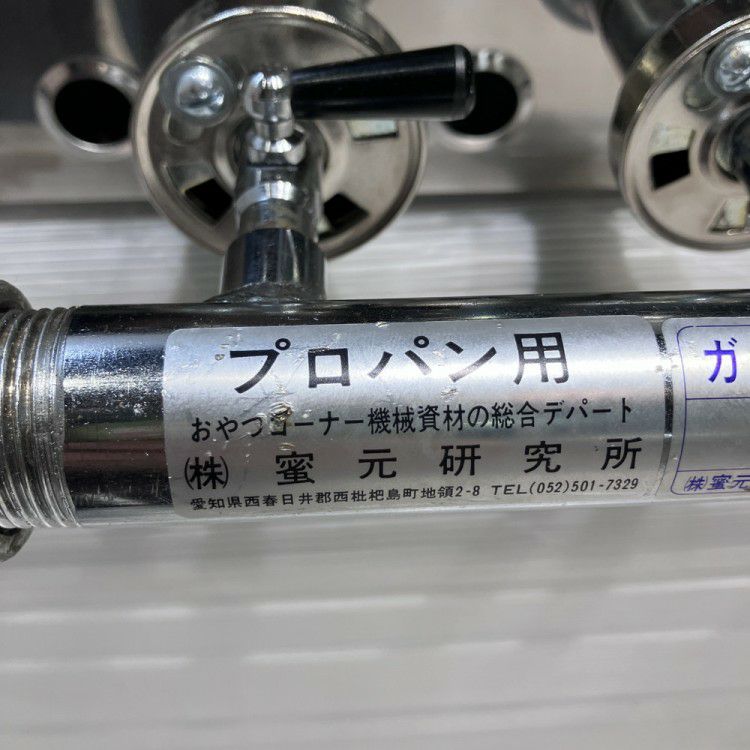 プロパン用
おやつコーナー機械資材の総合デパート
(株) 蜜元研究所
愛知県西春日井郡西枇杷島町地領2-8 TEL(052)501-7329
ガ
(株)蜜元